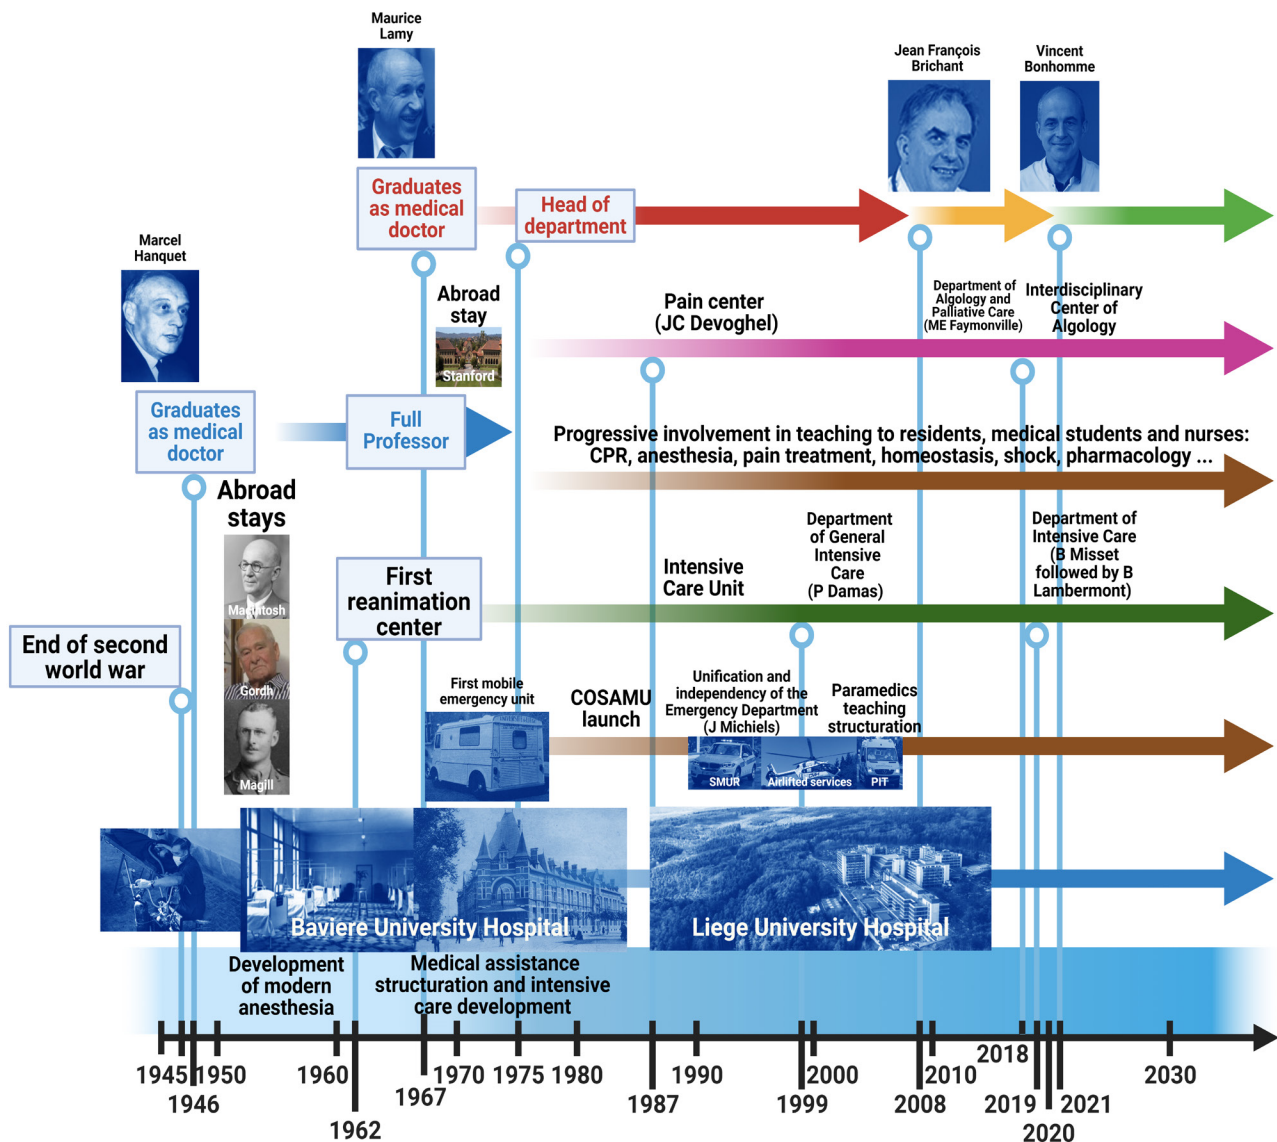 Maurice
Lamy
Jean François
Brichant
Vincent
Bonhomme
Graduates
as medical
doctor
Head of
department
Marcel
Hanquet
Abroad
stay
Stanford
Pain center
(JC Devoghel)
Department of
Algology and
Palliative Care
(ME Faymonville)
Interdisciplinary
Center of
Algology
Graduates
as medical
doctor
Full
Professor
Progressive involvement in teaching to residents, medical students and nurses:
CPR, anesthesia, pain treatment, homeostasis, shock, pharmacology ...
Abroad
stays
Macintosh
Gordh
Magill
First
reanimation
center
Intensive
Care Unit
Department
of General
Intensive
Care
(P Damas)
Department of
Intensive Care
(B Misset
followed by B
Lambermont)
End of second
world war
First mobile
emergency unit
COSAMU
launch
Unification and
independency of the
Emergency Department
(J Michiels)
Paramedics
teaching
structuration
SMUR
Airlifted services
PIT
Baviere University Hospital
Liege University Hospital
Development
of modern
anesthesia
Medical assistance
structuration and intensive
care development
1945
1946
1950
1960
1962
1967
1970
1975
1980
1987
1990
1999
2000
2008
2010
2018
2019
2020
2021
2030